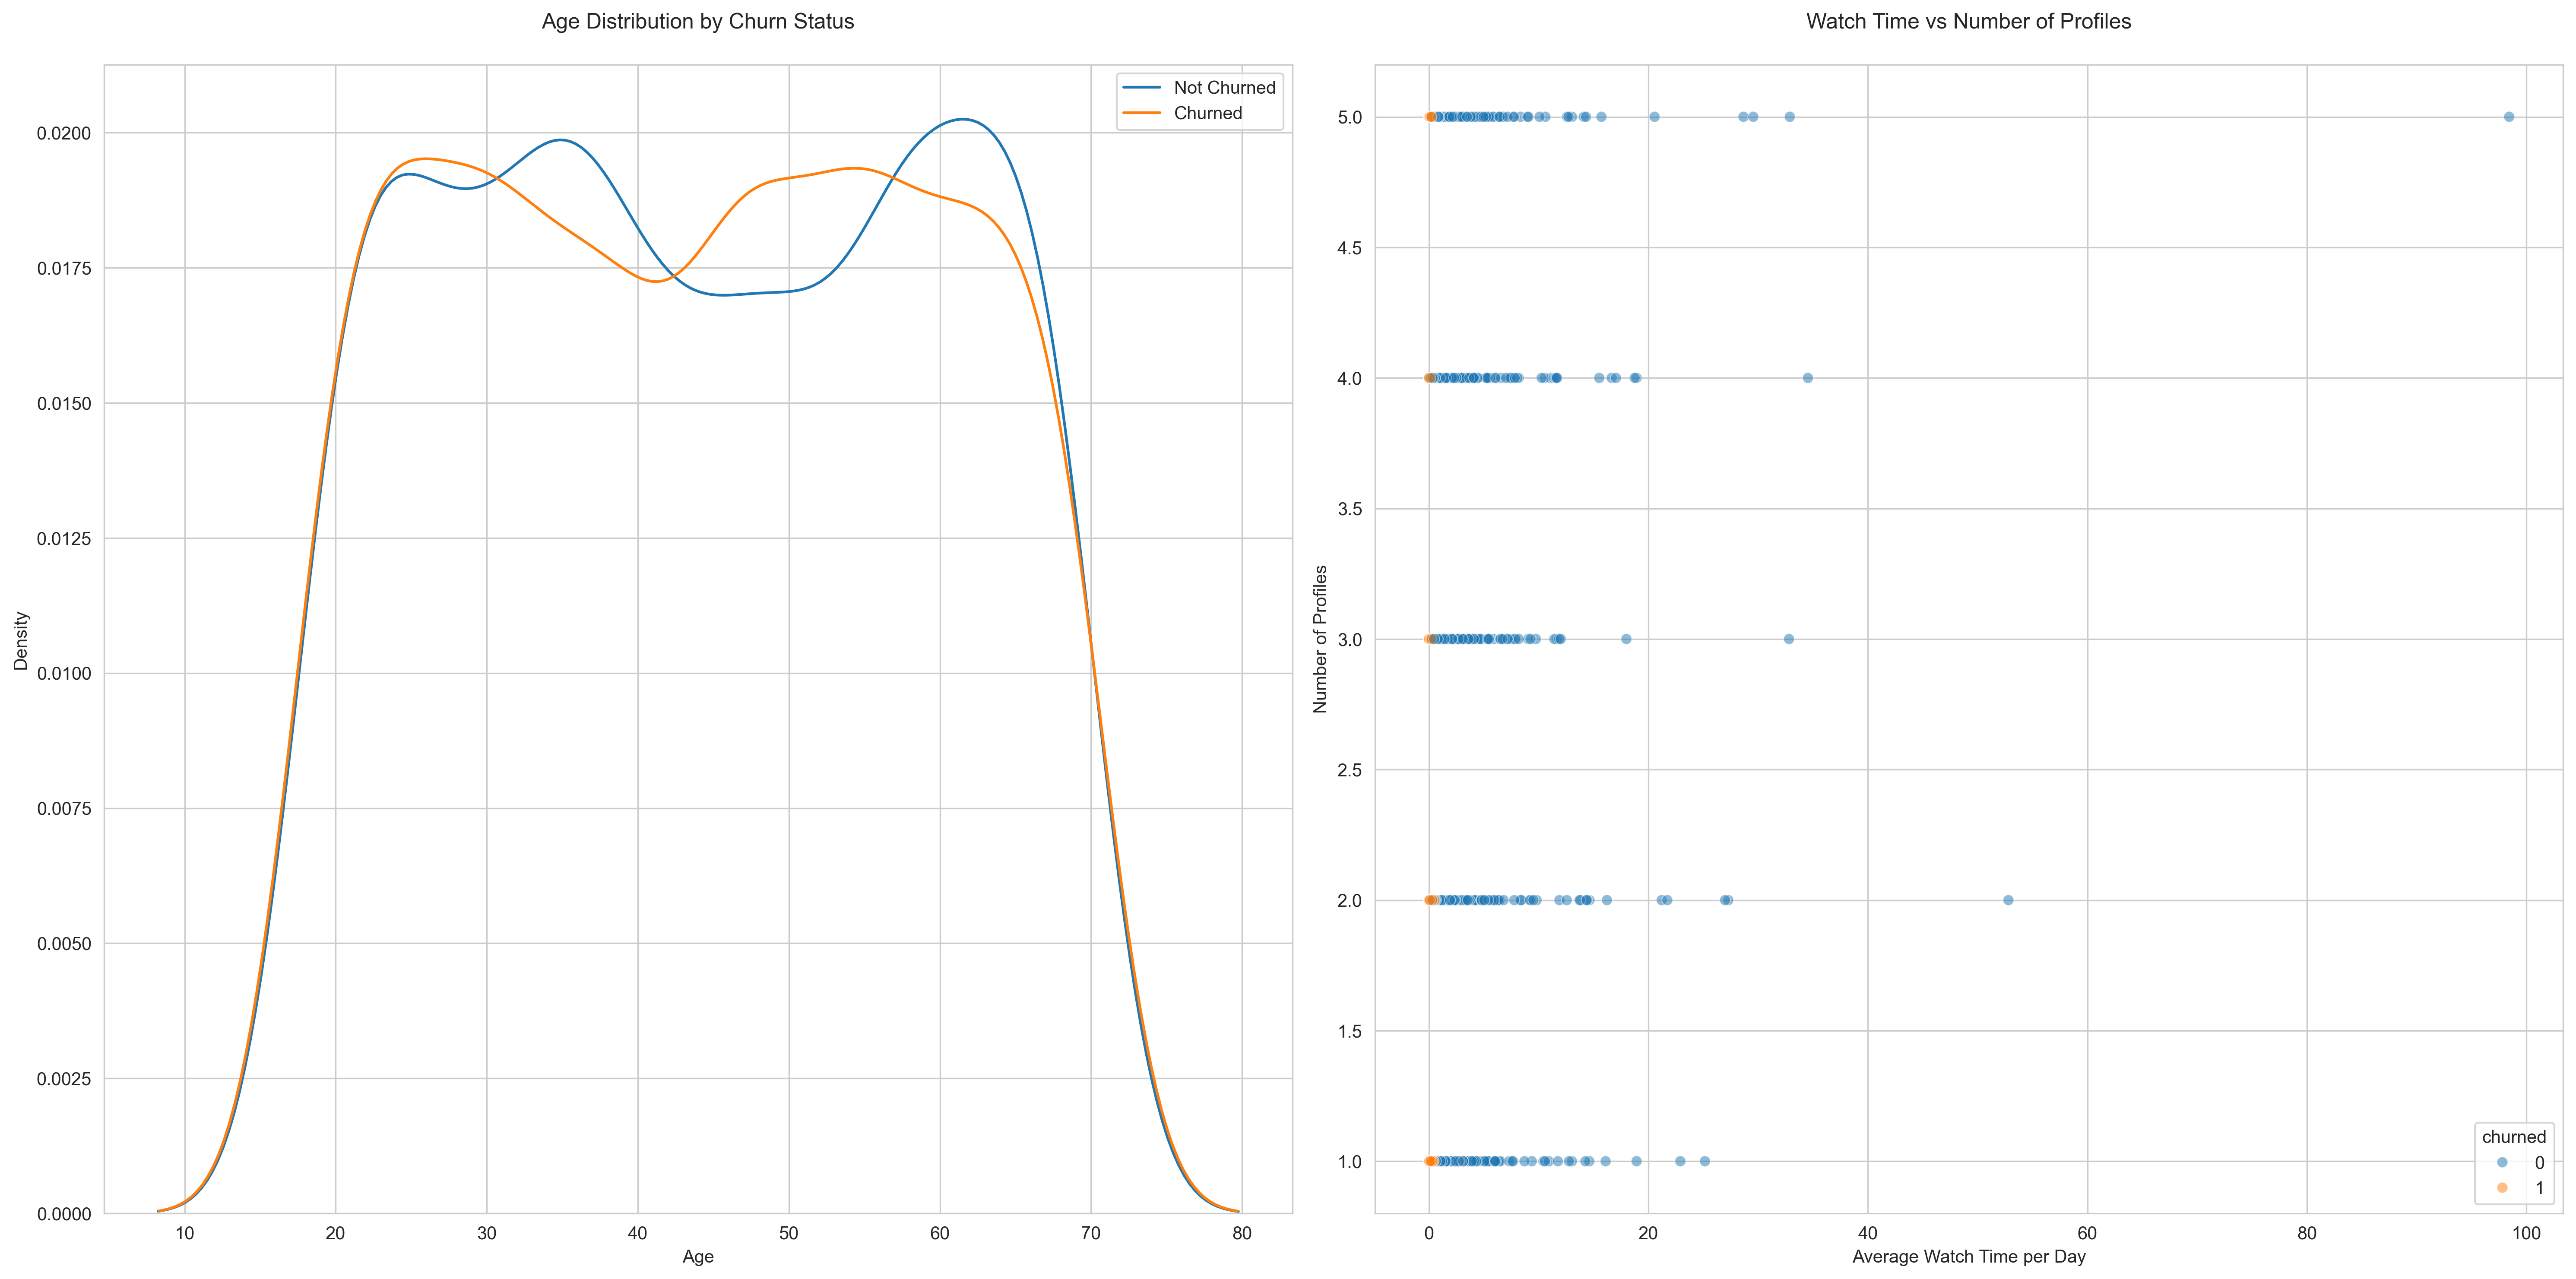 Age Distribution by Churn Status
Not Churned
Churned
0.0200
0.0175
0.0150
0.0125
0.0100
0.0075
0.0050
0.0025
0.0000
Density
10 20 30 40 50 60 70 80
Age
Watch Time vs Number of Profiles
5.0
4.5
4.0
3.5
3.0
2.5
2.0
1.5
1.0
Number of Profiles
churned
0
1
0 20 40 60 80 100
Average Watch Time per Day